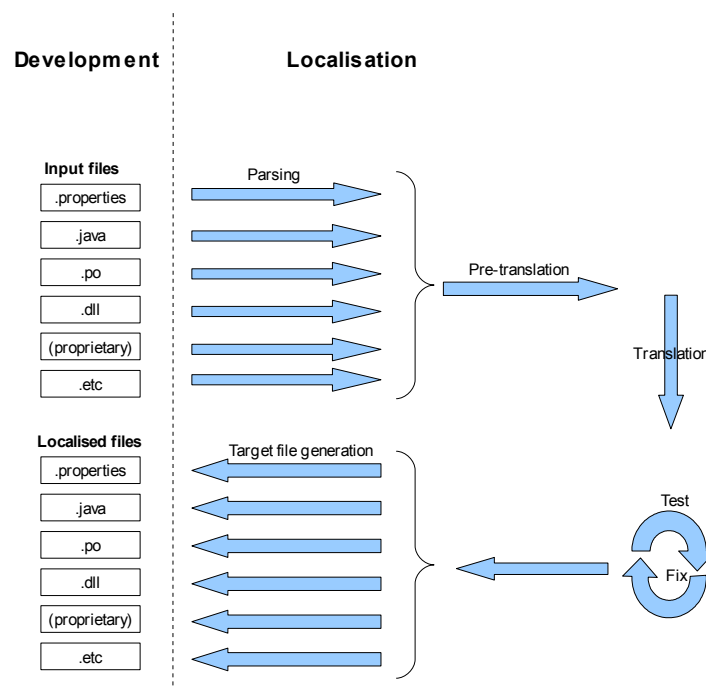 Development
Localisation
Input files
Parsing
.properties
.java
.po
Pre-translation
.dll
(proprietary)
Translation
.etc
Localised files
Target file generation
.properties
.java
Test
.po
.dll
Fix
(proprietary)
.etc